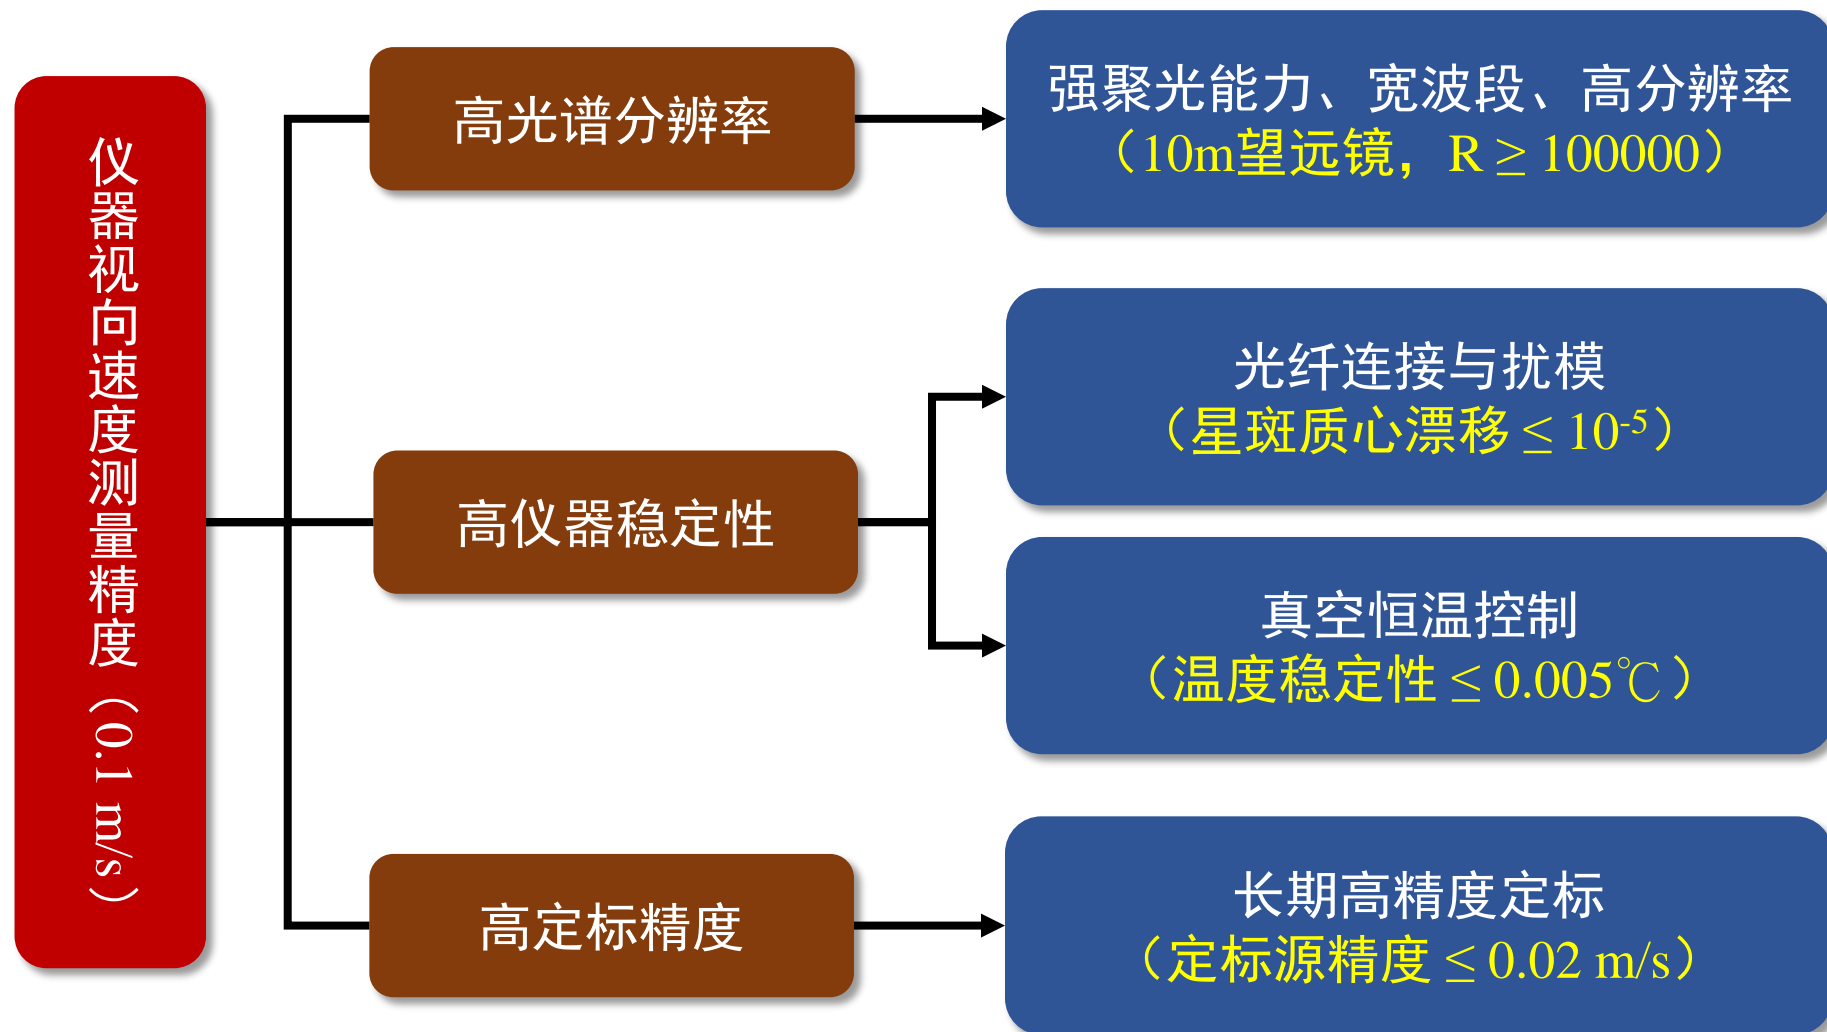 仪器视向速度测量精度（0.1 m/s）
高光谱分辨率
强聚光能力、宽波段、高分辨率
（10m望远镜，R ≥ 100000）
高仪器稳定性
光纤连接与扰模
（星斑质心漂移 ≤ 10⁻⁵）
真空恒温控制
（温度稳定性 ≤ 0.005℃）
高定标精度
长期高精度定标
（定标源精度 ≤ 0.02 m/s）